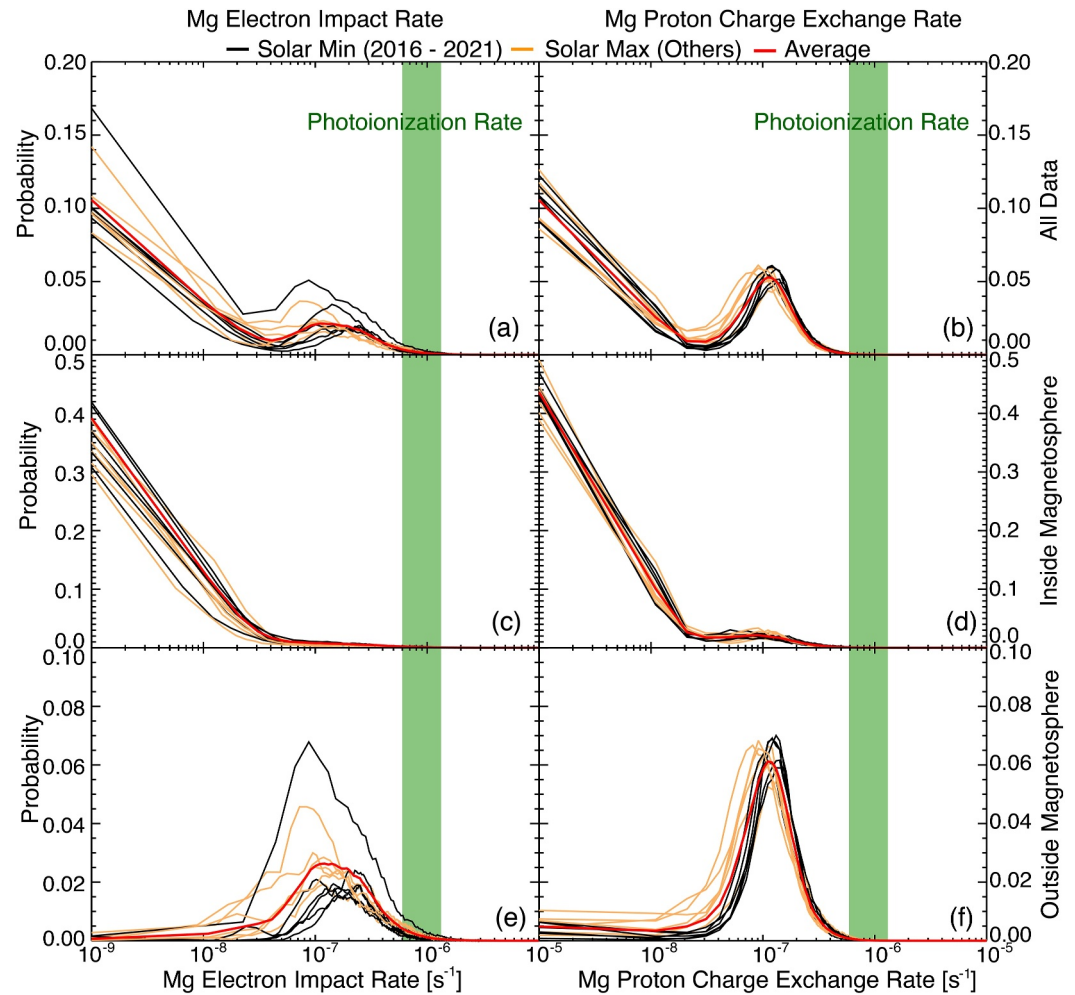 Mg Electron Impact Rate Mg Proton Charge Exchange Rate
Solar Min (2016 - 2021) Solar Max (Others) Average
0.20 0.20
Photoionization Rate Photoionization Rate
0.15 0.15
Probability All Data
0.10 0.10
0.05 0.05
(a) (b)
0.00 0.00
0.5 0.5
0.4 0.4
Probability Inside Magnetosphere
0.3 0.3
0.2 0.2
0.1 0.1
(c) (d)
0.0 0.0
0.10 0.10
0.08 0.08
Probability Outside Magnetosphere
0.06 0.06
0.04 0.04
0.02 0.02
(e) (f)
0.00 0.00
10⁻⁹ 10⁻⁸ 10⁻⁷ 10⁻⁶ 10⁻⁵ 10⁻⁸ 10⁻⁷ 10⁻⁶ 10⁻⁵
Mg Electron Impact Rate [s⁻¹] Mg Proton Charge Exchange Rate [s⁻¹]